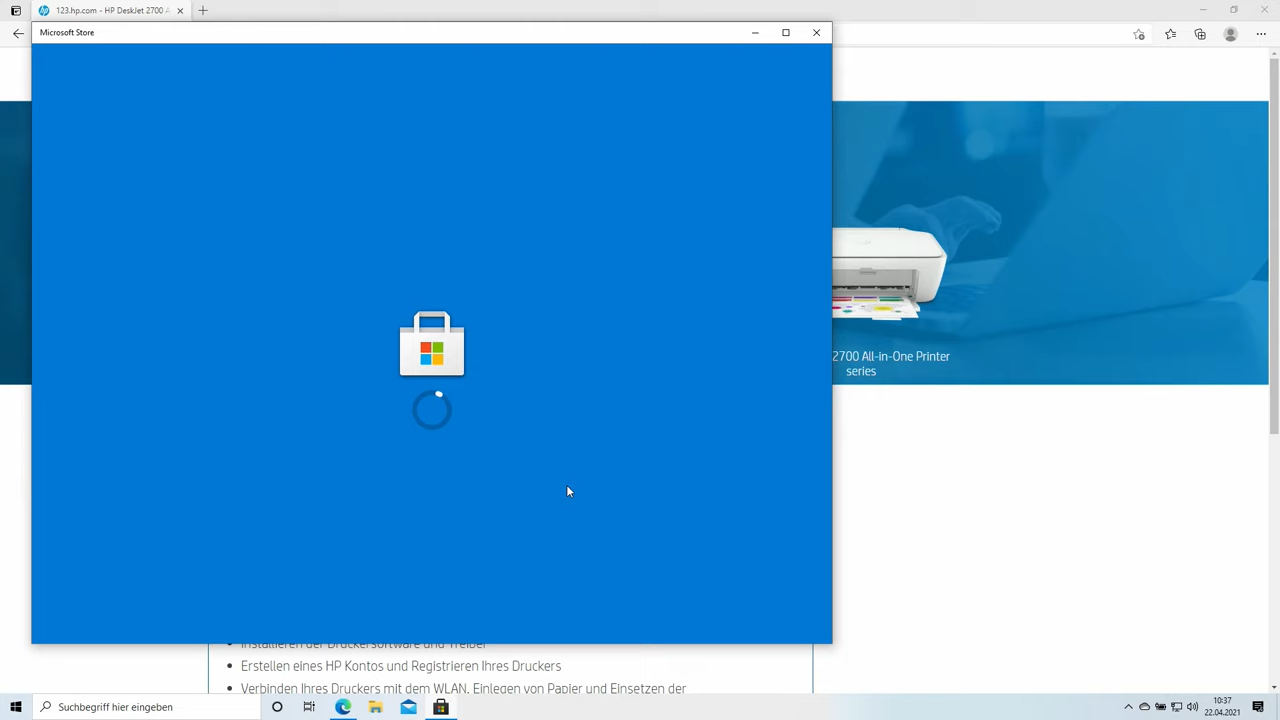 123.hp.com - HP DeskJet 2700 A
Microsoft Store
2700 All-in-One Printer
series
Installieren der Druckersoftware und Treiber
Erstellen eines HP Kontos und Registrieren Ihres Druckers
Verbinden Ihres Druckers mit dem WLAN, Einlegen von Papier und Einsetzen der
Suchbegriff hier eingeben
10:37
22.04.2021